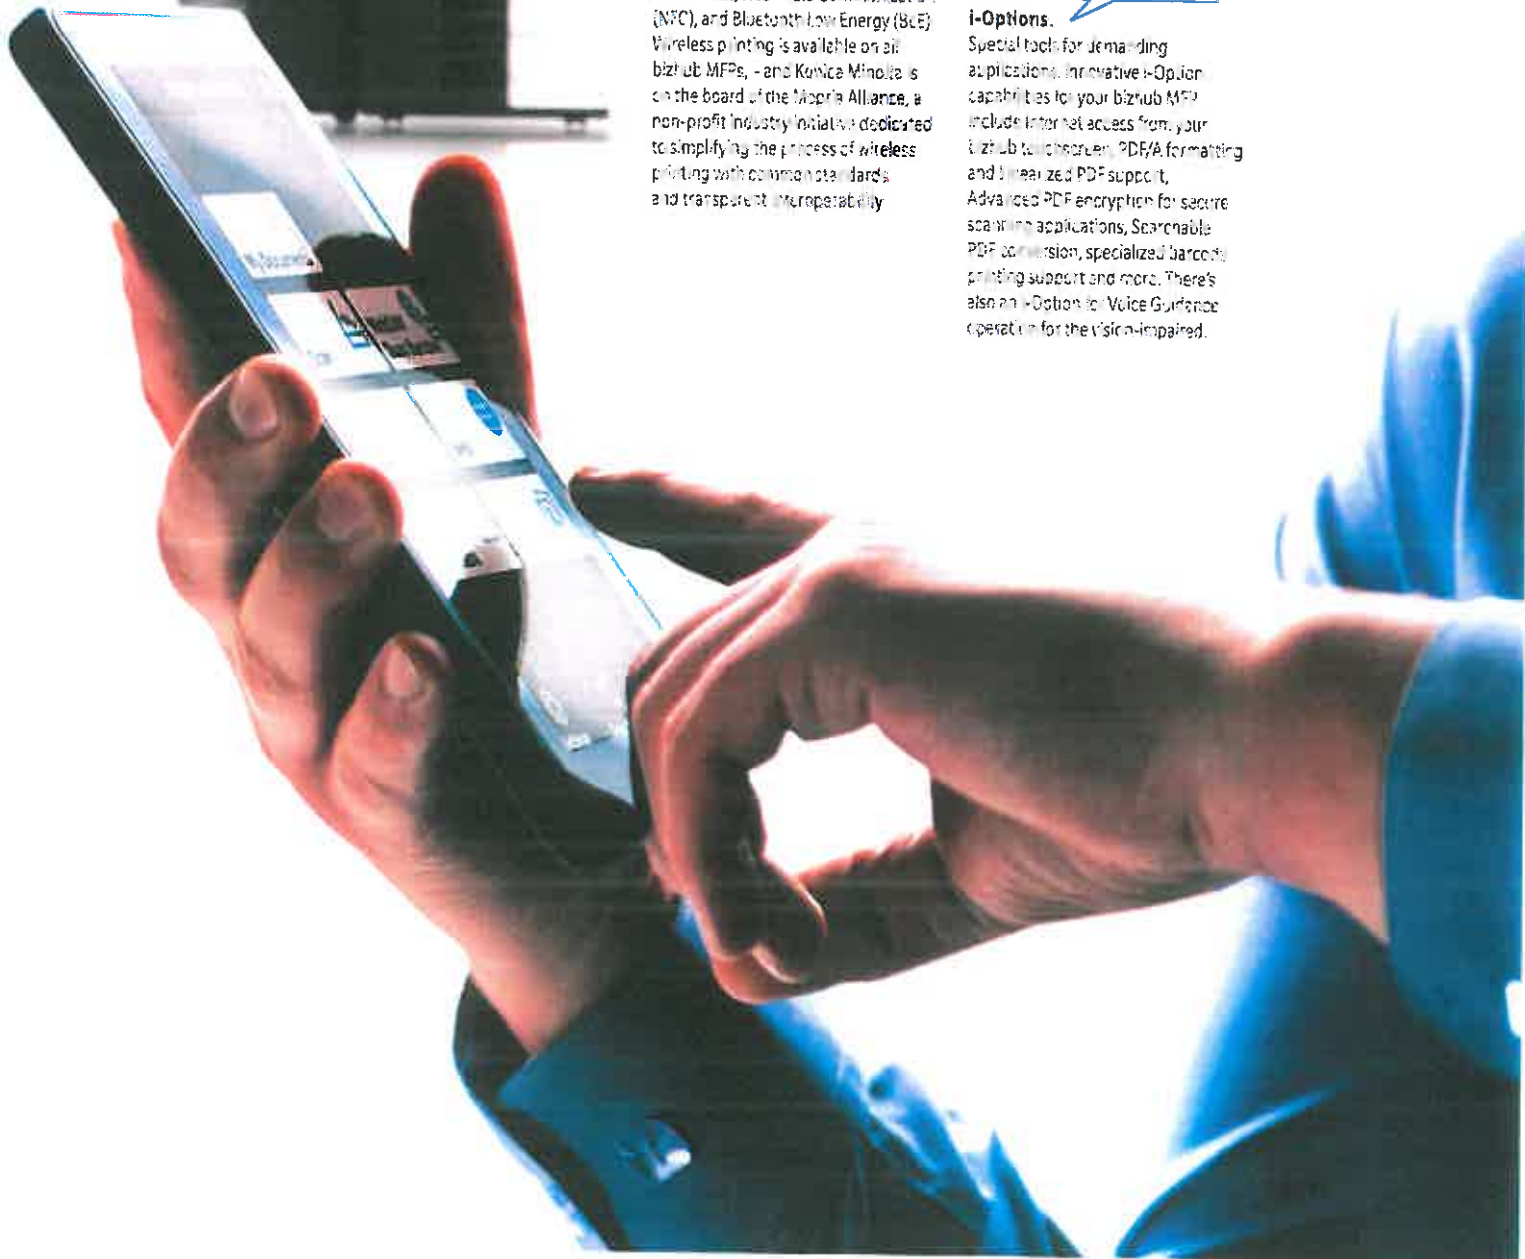 (NFC), and Bluetooth Low Energy (BLE)
Wireless printing is available on all
bizhub MFPs, - and Konica Minolta is
on the board of the Mopria Alliance, a
non-profit industry initiative dedicated
to simplifying the process of wireless
printing with common standards
and transparent interoperability
i-Options.
Special tools for demanding
applications. Innovative i-Option
capabilities for your bizhub MFP
include Internet access from your
bizhub touchscreen, PDF/A formatting
and linearized PDF support,
Advanced PDF encryption for secure
scanning applications, Searchable
PDF conversion, specialized barcode
printing support and more. There's
also an i-Option for Voice Guidance
operation for the vision-impaired.
My Documents